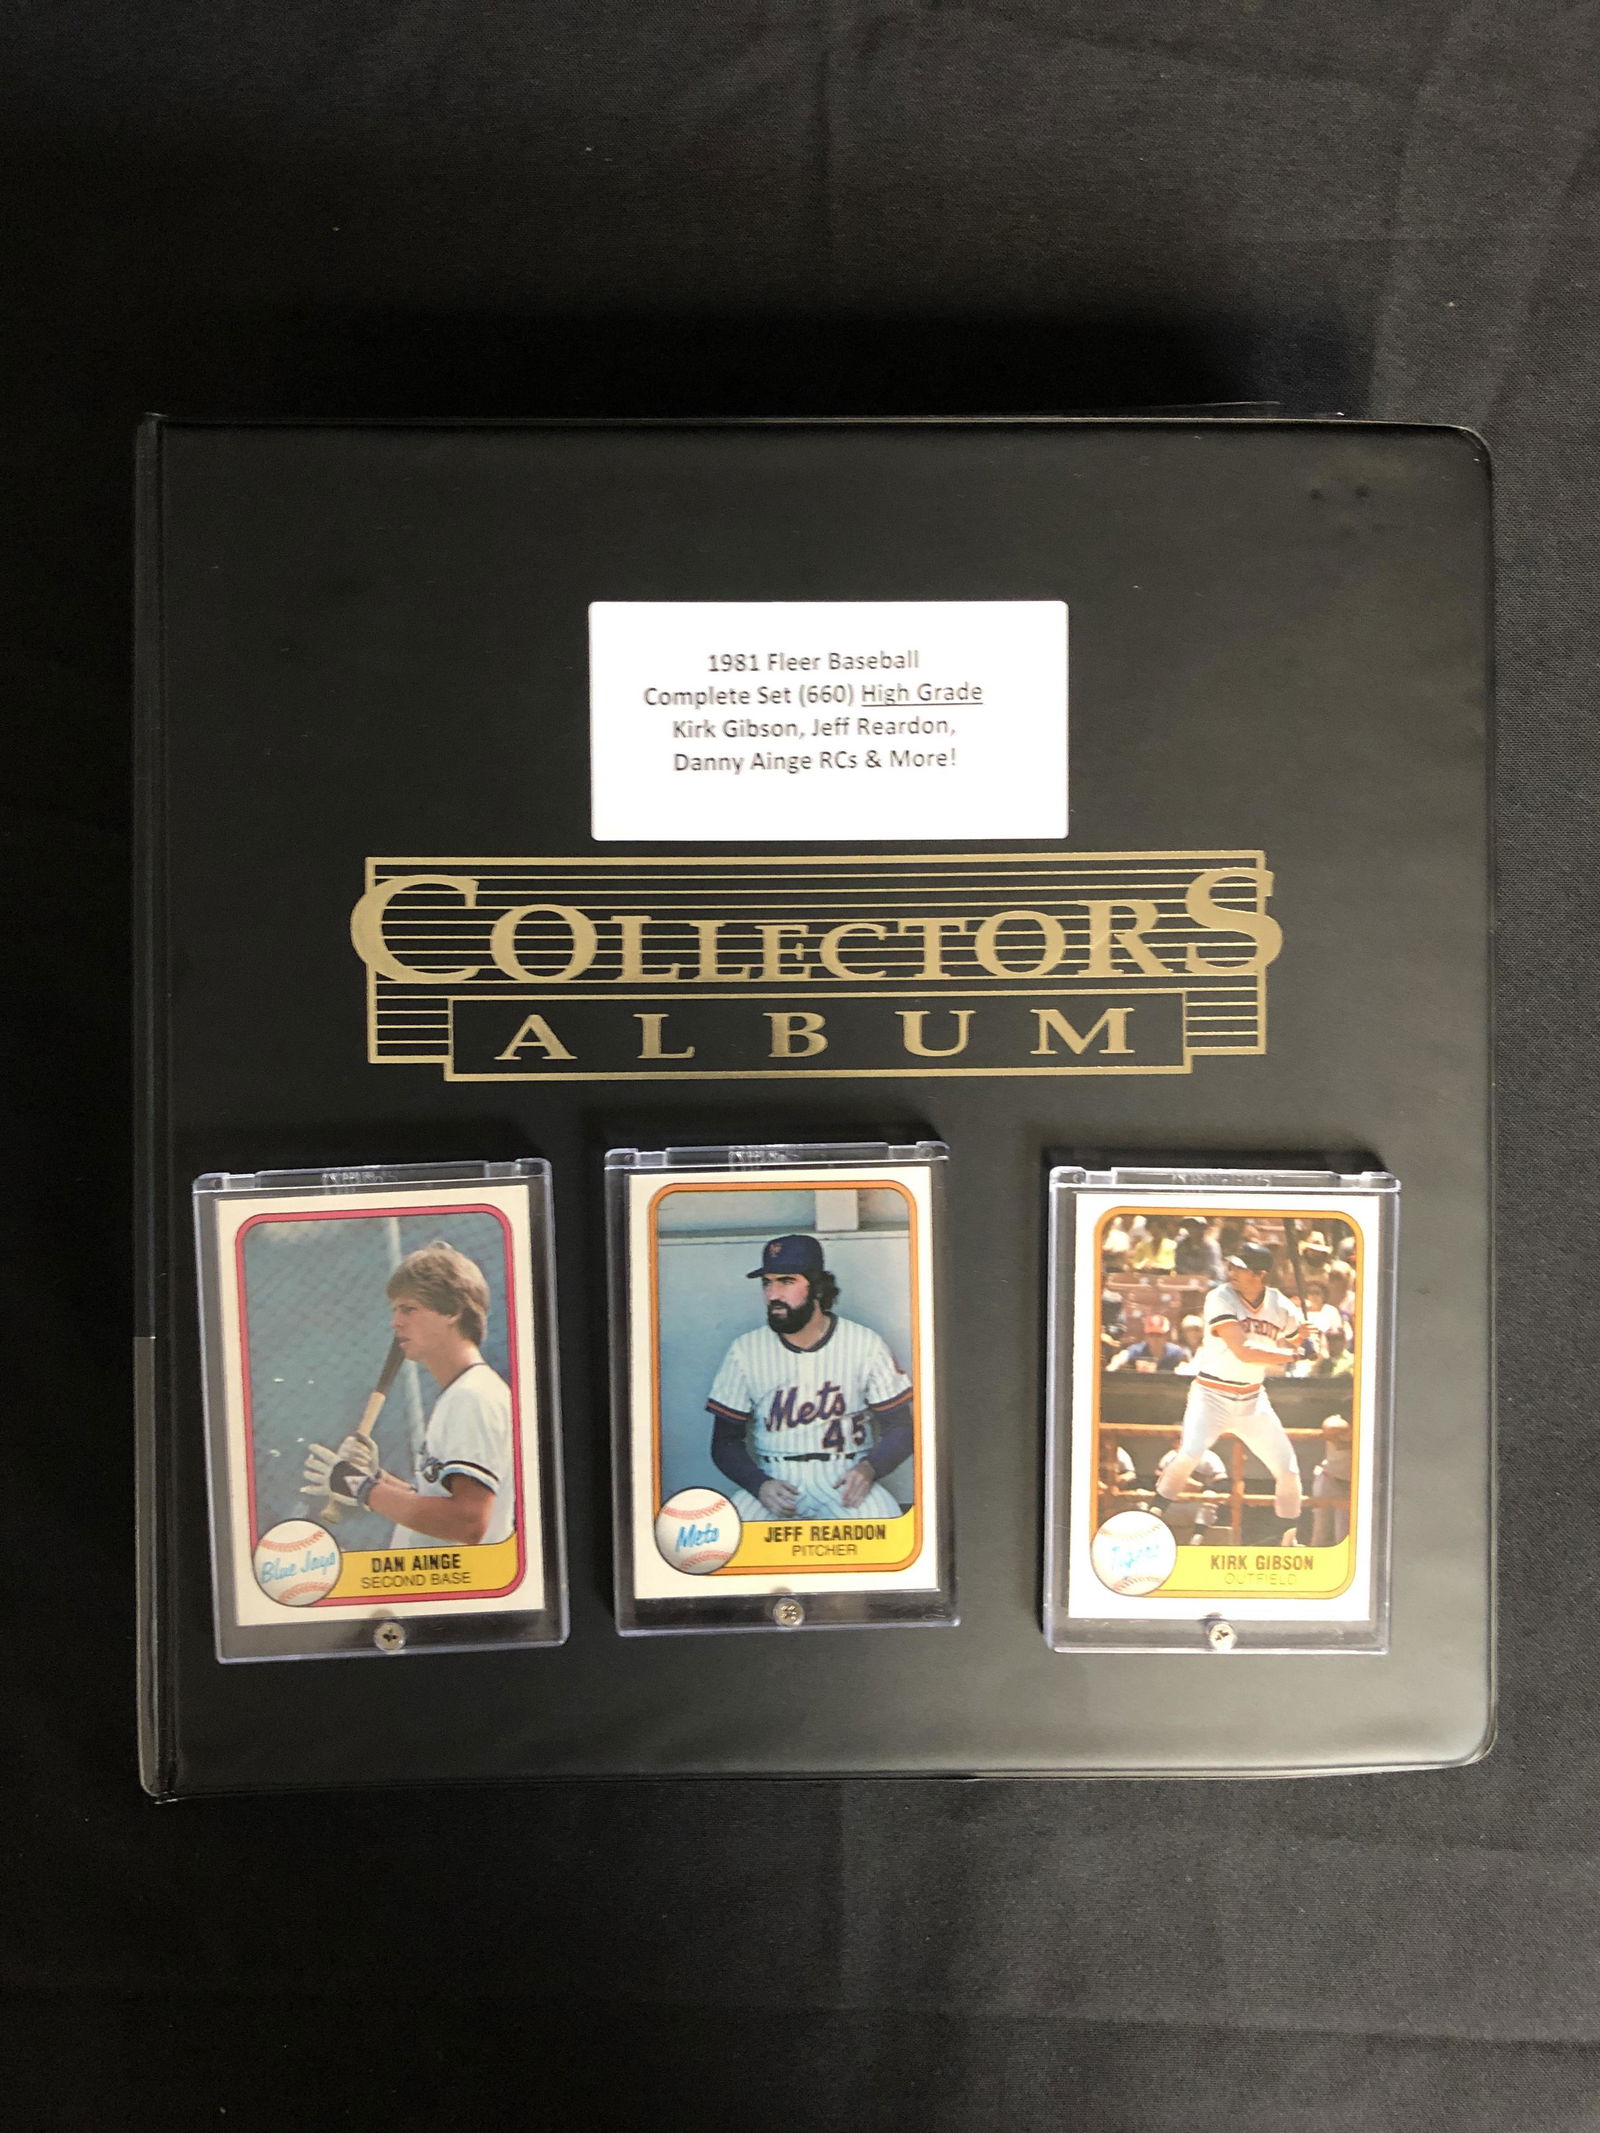 1981 Fleer Baseball
Complete Set (660) High Grade
Kirk Gibson, Jeff Reardon,
Danny Ainge RCs & More!
COLLECTORS
ALBUM
Blue Jays
DAN AINGE
SECOND BASE
Mets
45
Mets
JEFF REARDON
PITCHER
Tigers
KIRK GIBSON
OUTFIELD